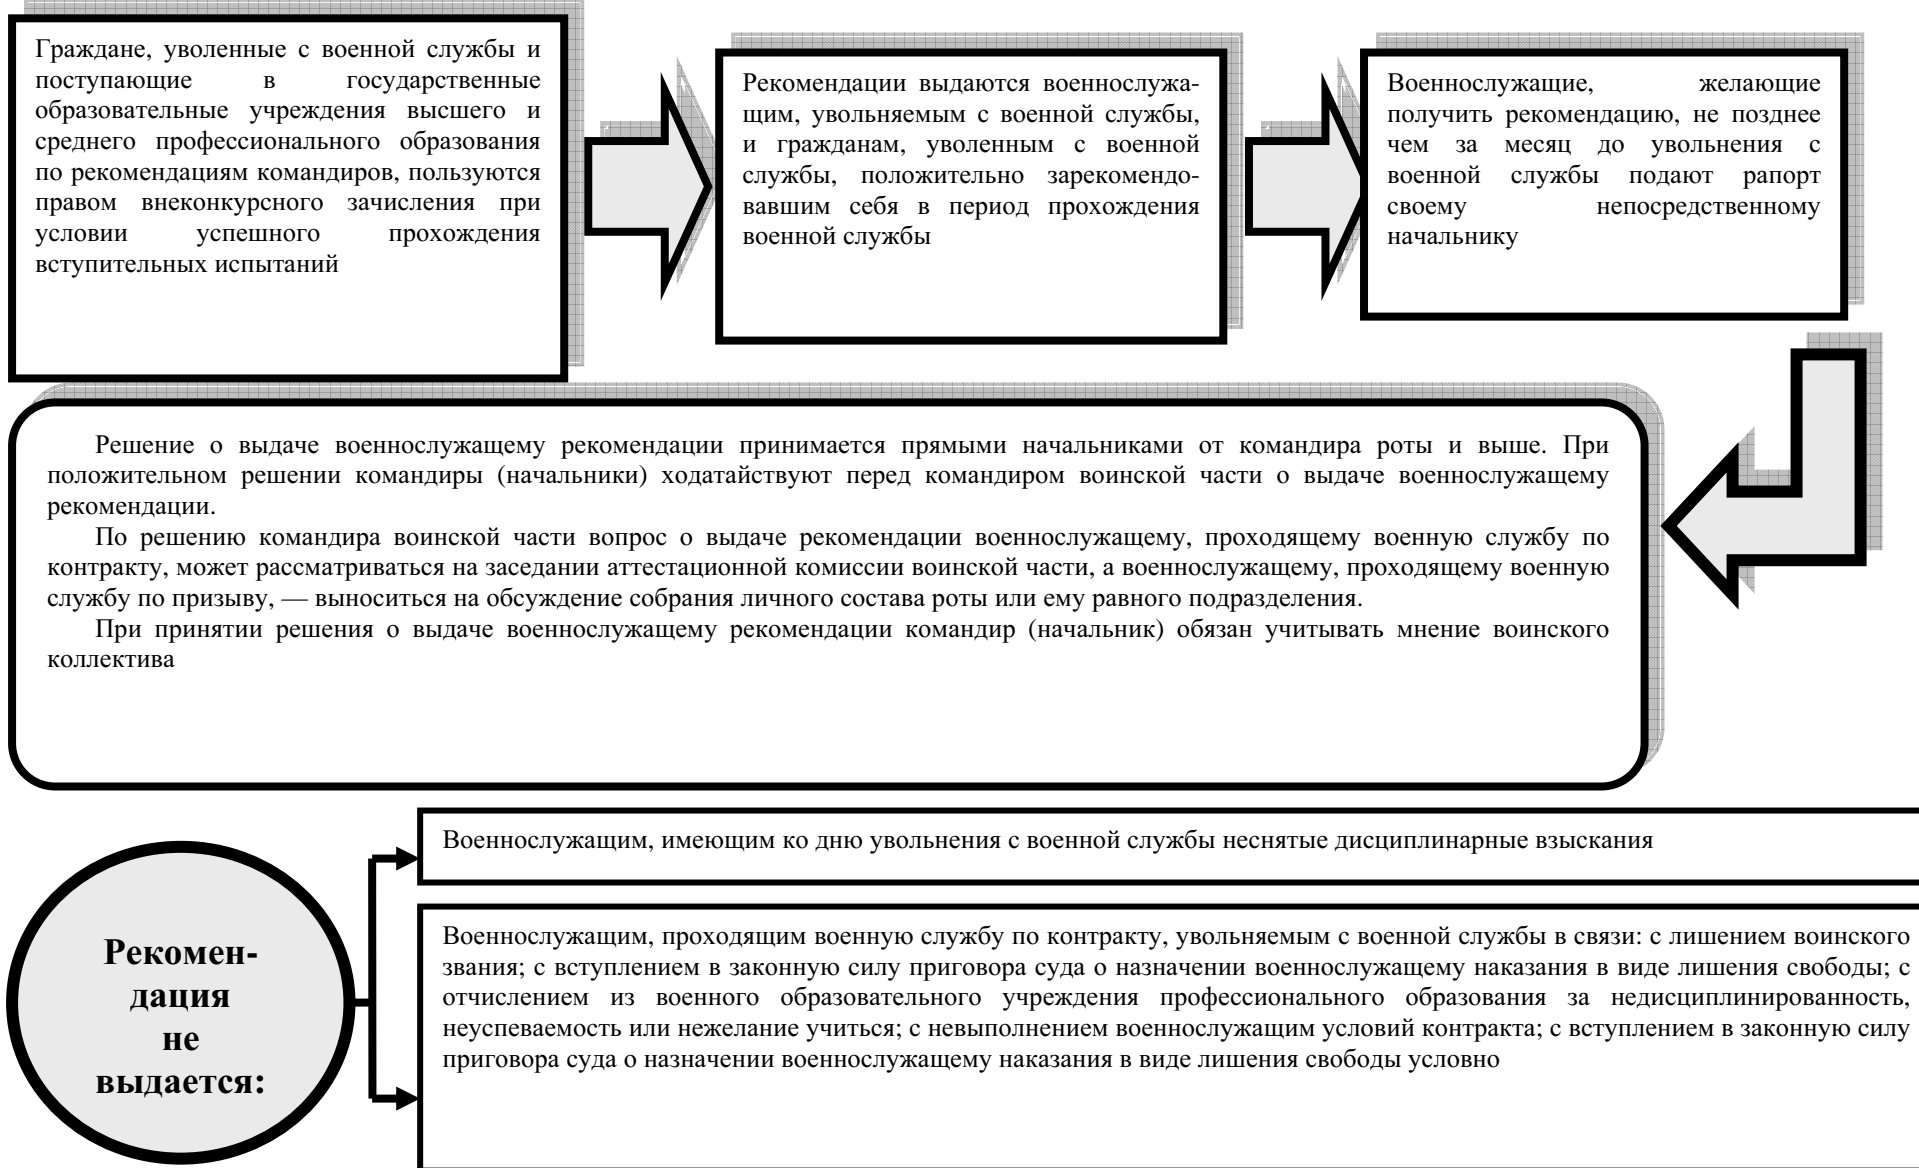 Граждане, уволенные с военной службы и
поступающие в государственные
образовательные учреждения высшего и
среднего профессионального образования
по рекомендациям командиров, пользуются
правом внеконкурсного зачисления при
условии успешного прохождения
вступительных испытаний
Рекомендации выдаются военнослужа-
щим, увольняемым с военной службы,
и гражданам, уволенным с военной
службы, положительно зарекомендо-
вавшим себя в период прохождения
военной службы
Военнослужащие, желающие
получить рекомендацию, не позднее
чем за месяц до увольнения с
военной службы подают рапорт
своему непосредственному
начальнику
Решение о выдаче военнослужащему рекомендации принимается прямыми начальниками от командира роты и выше. При
положительном решении командиры (начальники) ходатайствуют перед командиром воинской части о выдаче военнослужащему
рекомендации.
По решению командира воинской части вопрос о выдаче рекомендации военнослужащему, проходящему военную службу по
контракту, может рассматриваться на заседании аттестационной комиссии воинской части, а военнослужащему, проходящему военную
службу по призыву, — выноситься на обсуждение собрания личного состава роты или ему равного подразделения.
При принятии решения о выдаче военнослужащему рекомендации командир (начальник) обязан учитывать мнение воинского
коллектива
Рекомен-
дация
не
выдается:
Военнослужащим, имеющим ко дню увольнения с военной службы неснятые дисциплинарные взыскания
Военнослужащим, проходящим военную службу по контракту, увольняемым с военной службы в связи: с лишением воинского
звания; с вступлением в законную силу приговора суда о назначении военнослужащему наказания в виде лишения свободы; с
отчислением из военного образовательного учреждения профессионального образования за недисциплинированность,
неуспеваемость или нежелание учиться; с невыполнением военнослужащим условий контракта; с вступлением в законную силу
приговора суда о назначении военнослужащему наказания в виде лишения свободы условно